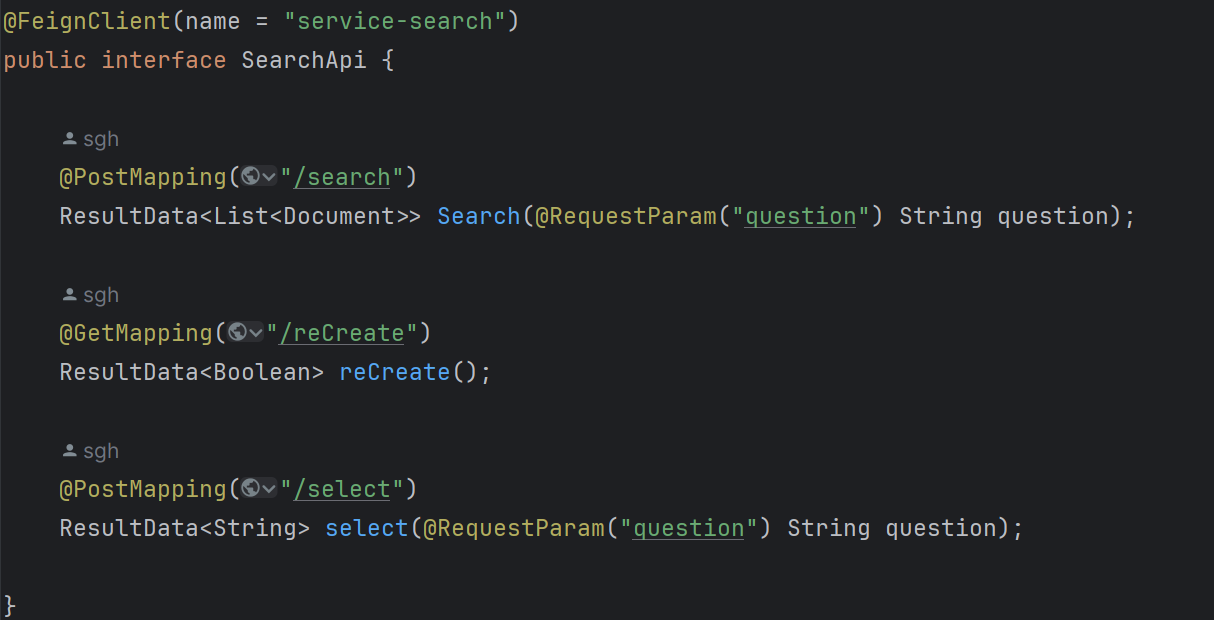 @FeignClient(name = "service-search")
public interface SearchApi {
sgh
@PostMapping("/search")
ResultData<List<Document>> Search(@RequestParam("question") String question);
sgh
@GetMapping("/reCreate")
ResultData<Boolean> reCreate();
sgh
@PostMapping("/select")
ResultData<String> select(@RequestParam("question") String question);
}